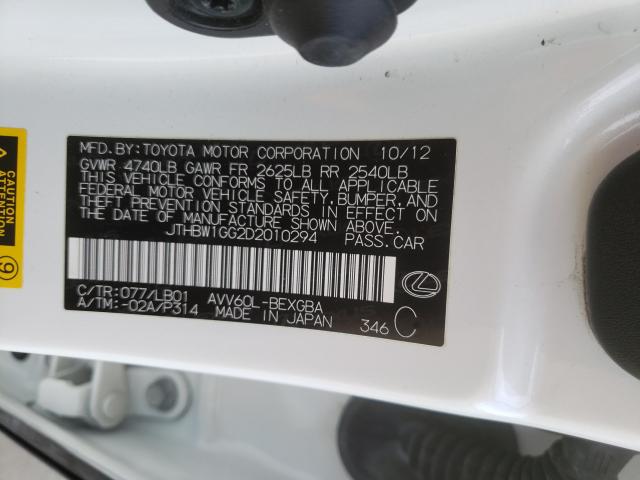 MFD. BY: TOYOTA MOTOR CORPORATION 10/12
GVWR 4740LB GAWR FR 2625LB RR 2540LB
THIS VEHICLE CONFORMS TO ALL APPLICABLE
FEDERAL MOTOR VEHICLE SAFETY, BUMPER, AND
THEFT PREVENTION STANDARDS IN EFFECT ON
THE DATE OF MANUFACTURE SHOWN ABOVE.
JTHBW1GG2D2010294 PASS.CAR
C/TR:077/LB01 AVV60L-BEXGBA
A/TM:-02A/P314 MADE IN JAPAN 346 C
CAUTION
9